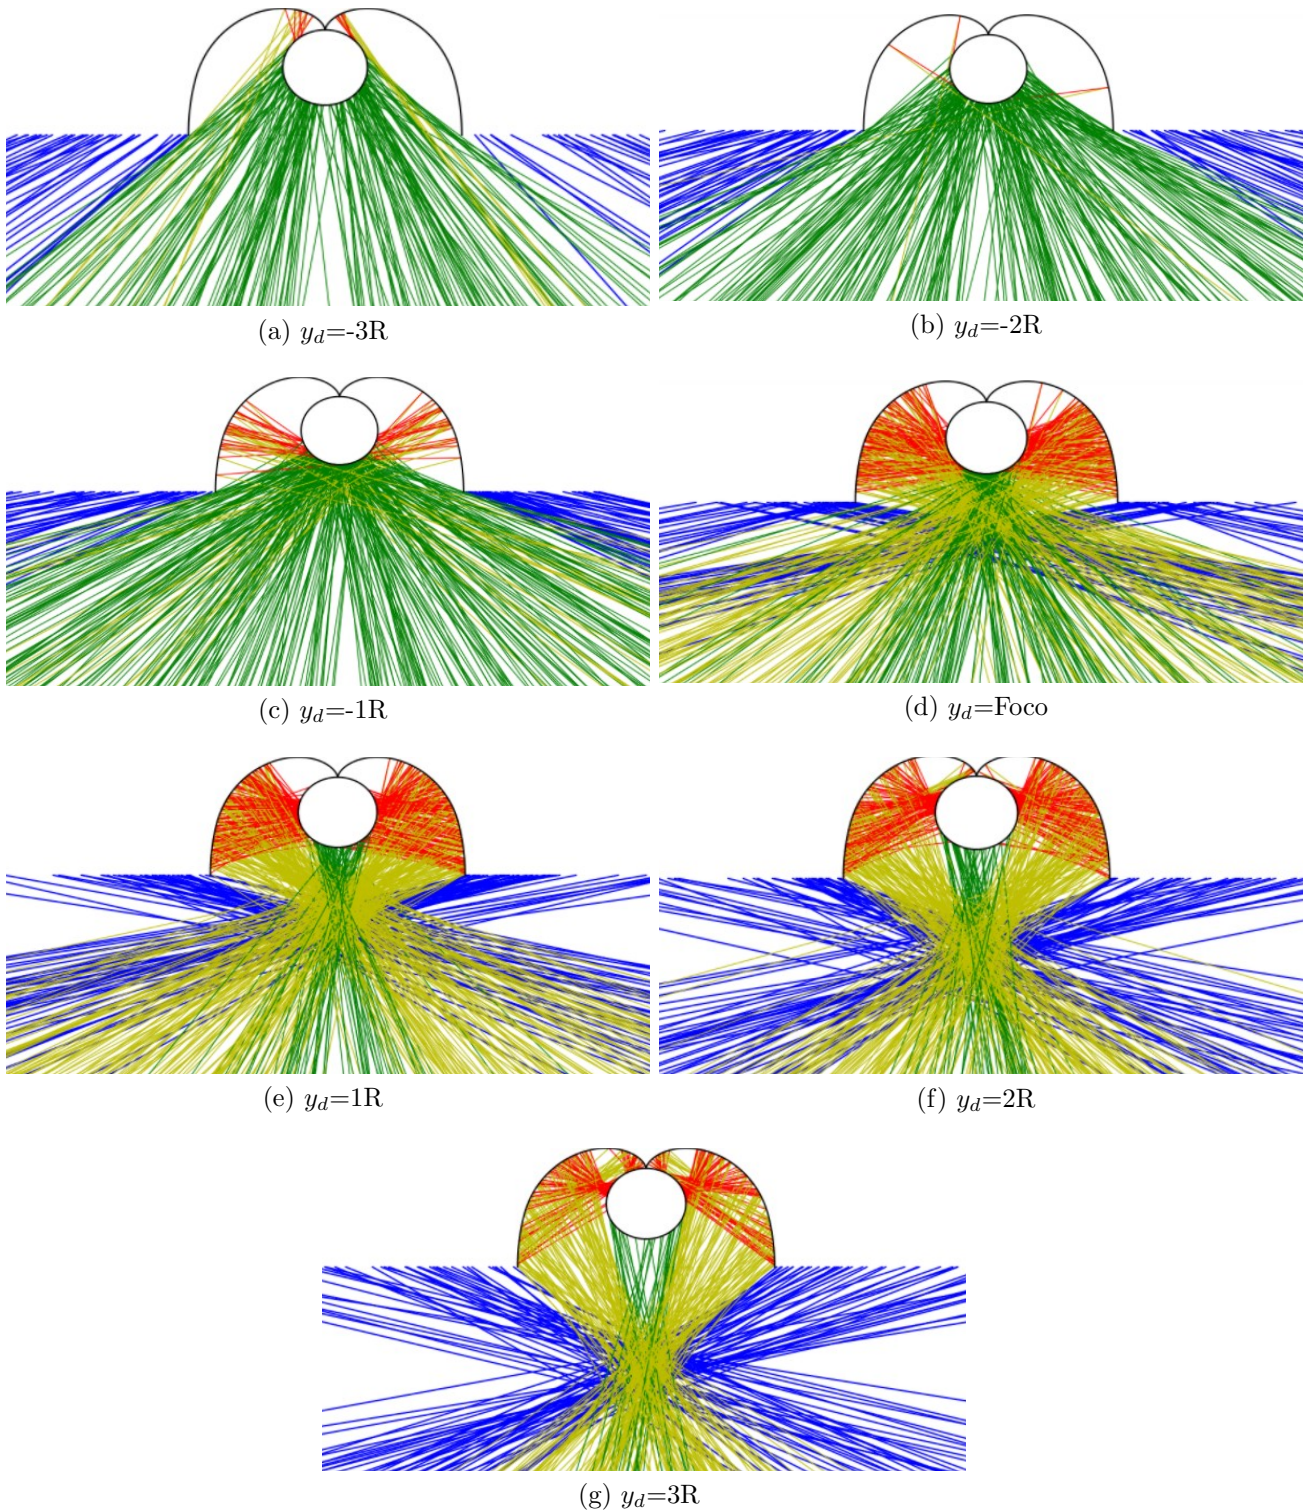 (a) y_d=-3R
(b) y_d=-2R
(c) y_d=-1R
(d) y_d=Foco
(e) y_d=1R
(f) y_d=2R
(g) y_d=3R